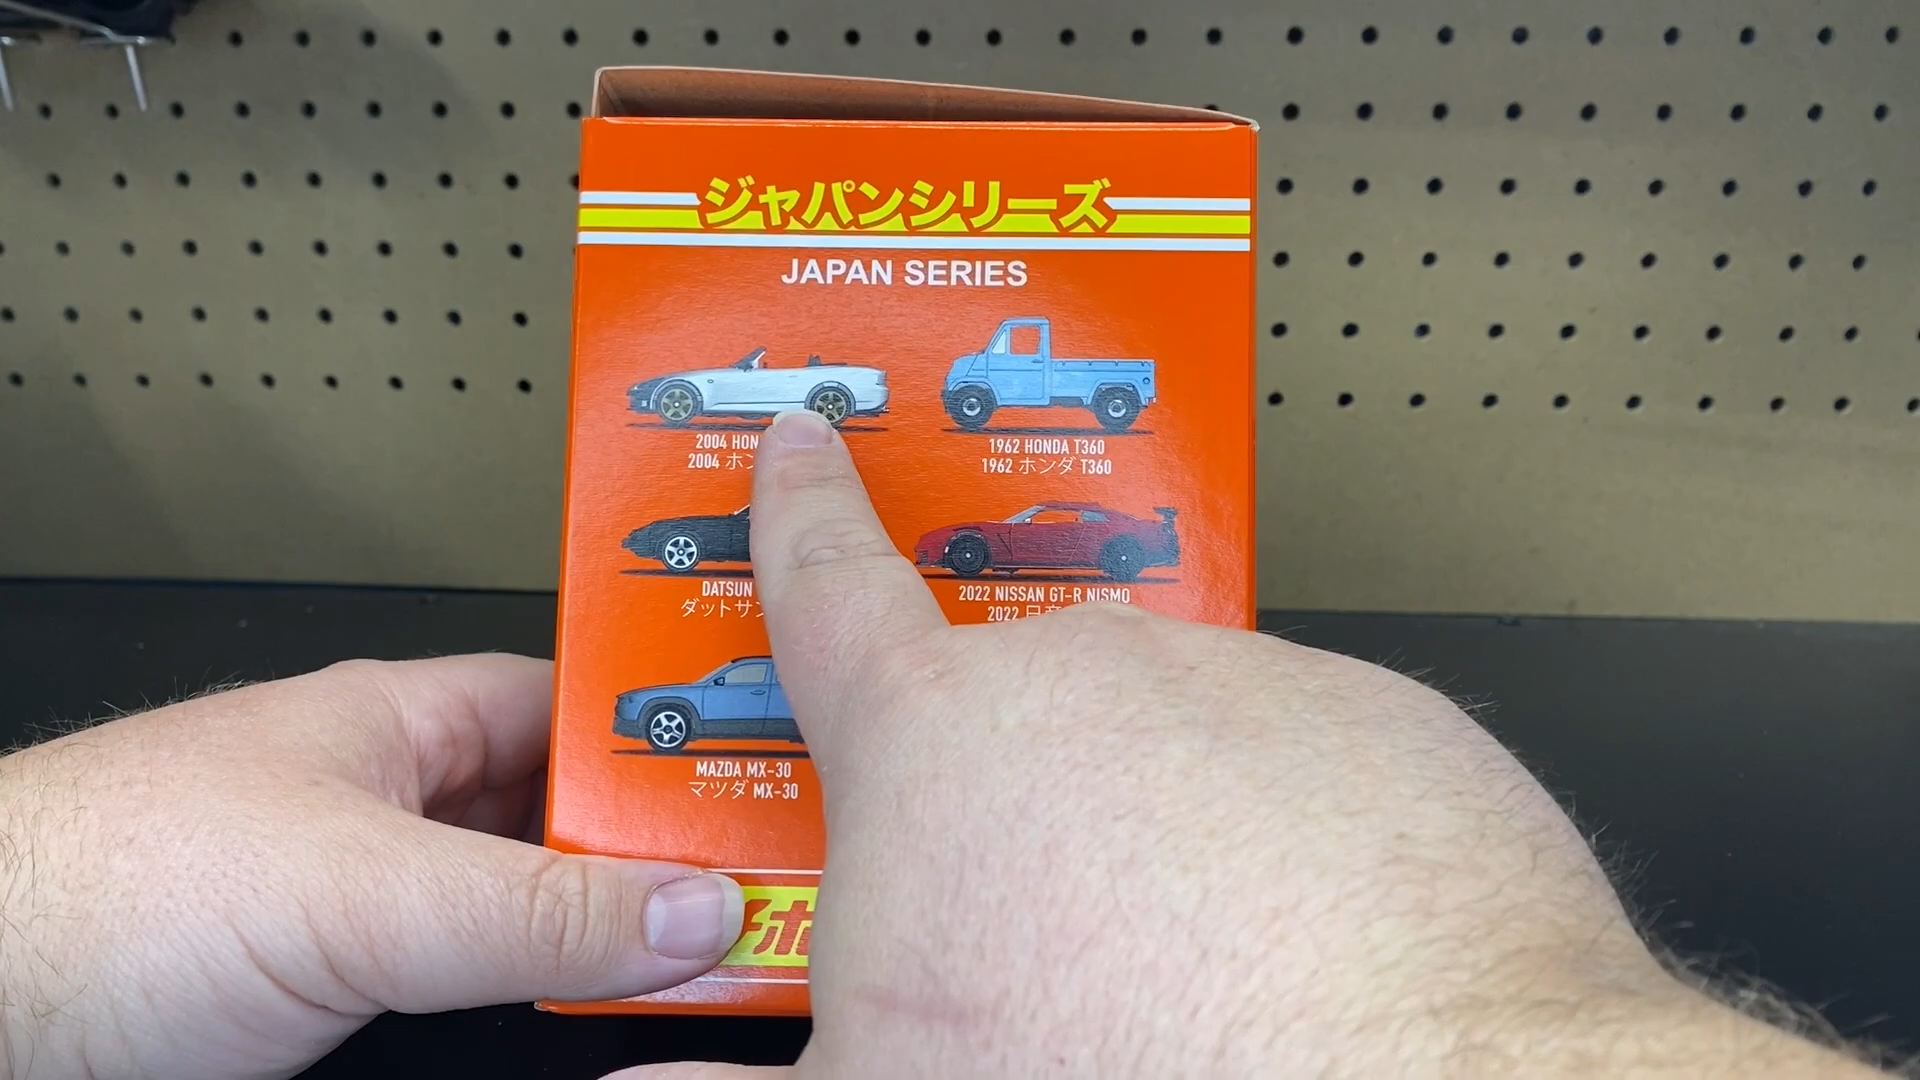 ジャパンシリーズ
JAPAN SERIES
2004 HON
2004 ホン
1962 HONDA T360
1962 ホンダ T360
DATSUN
ダットサン
2022 NISSAN GT-R NISMO
2022 日産
MAZDA MX-30
マツダ MX-30
チボ